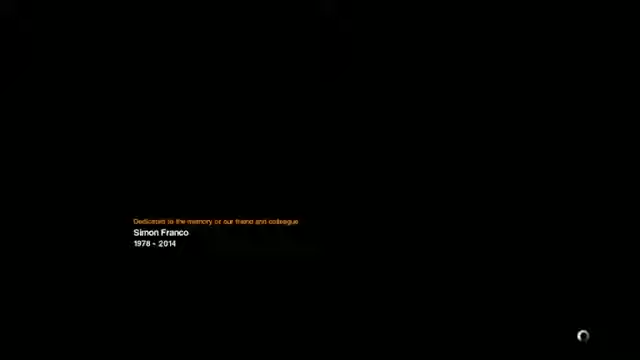 Dedicated to the memory of our friend and colleague
Simon Franco
1978 - 2014